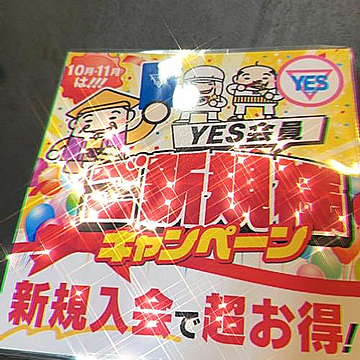 10月・11月
は!!!
YES
YES会員
ご新規様
キャンペーン
新規入会で超お得!